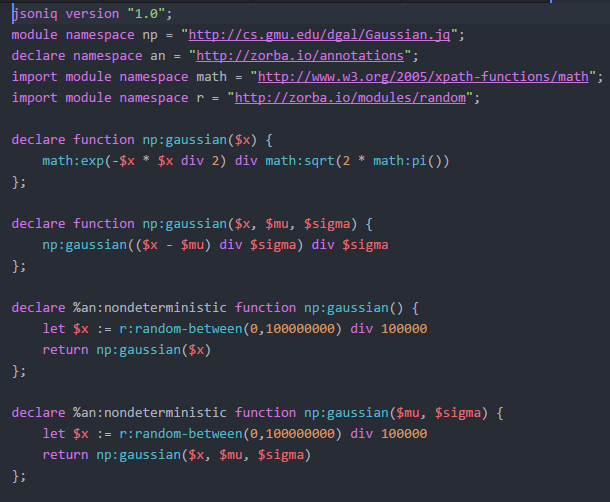 jsoniq version "1.0";
module namespace np = "http://cs.gmu.edu/dgal/Gaussian.jq";
declare namespace an = "http://zorba.io/annotations";
import module namespace math = "http://www.w3.org/2005/xpath-functions/math";
import module namespace r = "http://zorba.io/modules/random";

declare function np:gaussian($x) {
    math:exp(-$x * $x div 2) div math:sqrt(2 * math:pi())
};

declare function np:gaussian($x, $mu, $sigma) {
    np:gaussian(($x - $mu) div $sigma) div $sigma
};

declare %an:nondeterministic function np:gaussian() {
    let $x := r:random-between(0,100000000) div 100000
    return np:gaussian($x)
};

declare %an:nondeterministic function np:gaussian($mu, $sigma) {
    let $x := r:random-between(0,100000000) div 100000
    return np:gaussian($x, $mu, $sigma)
};